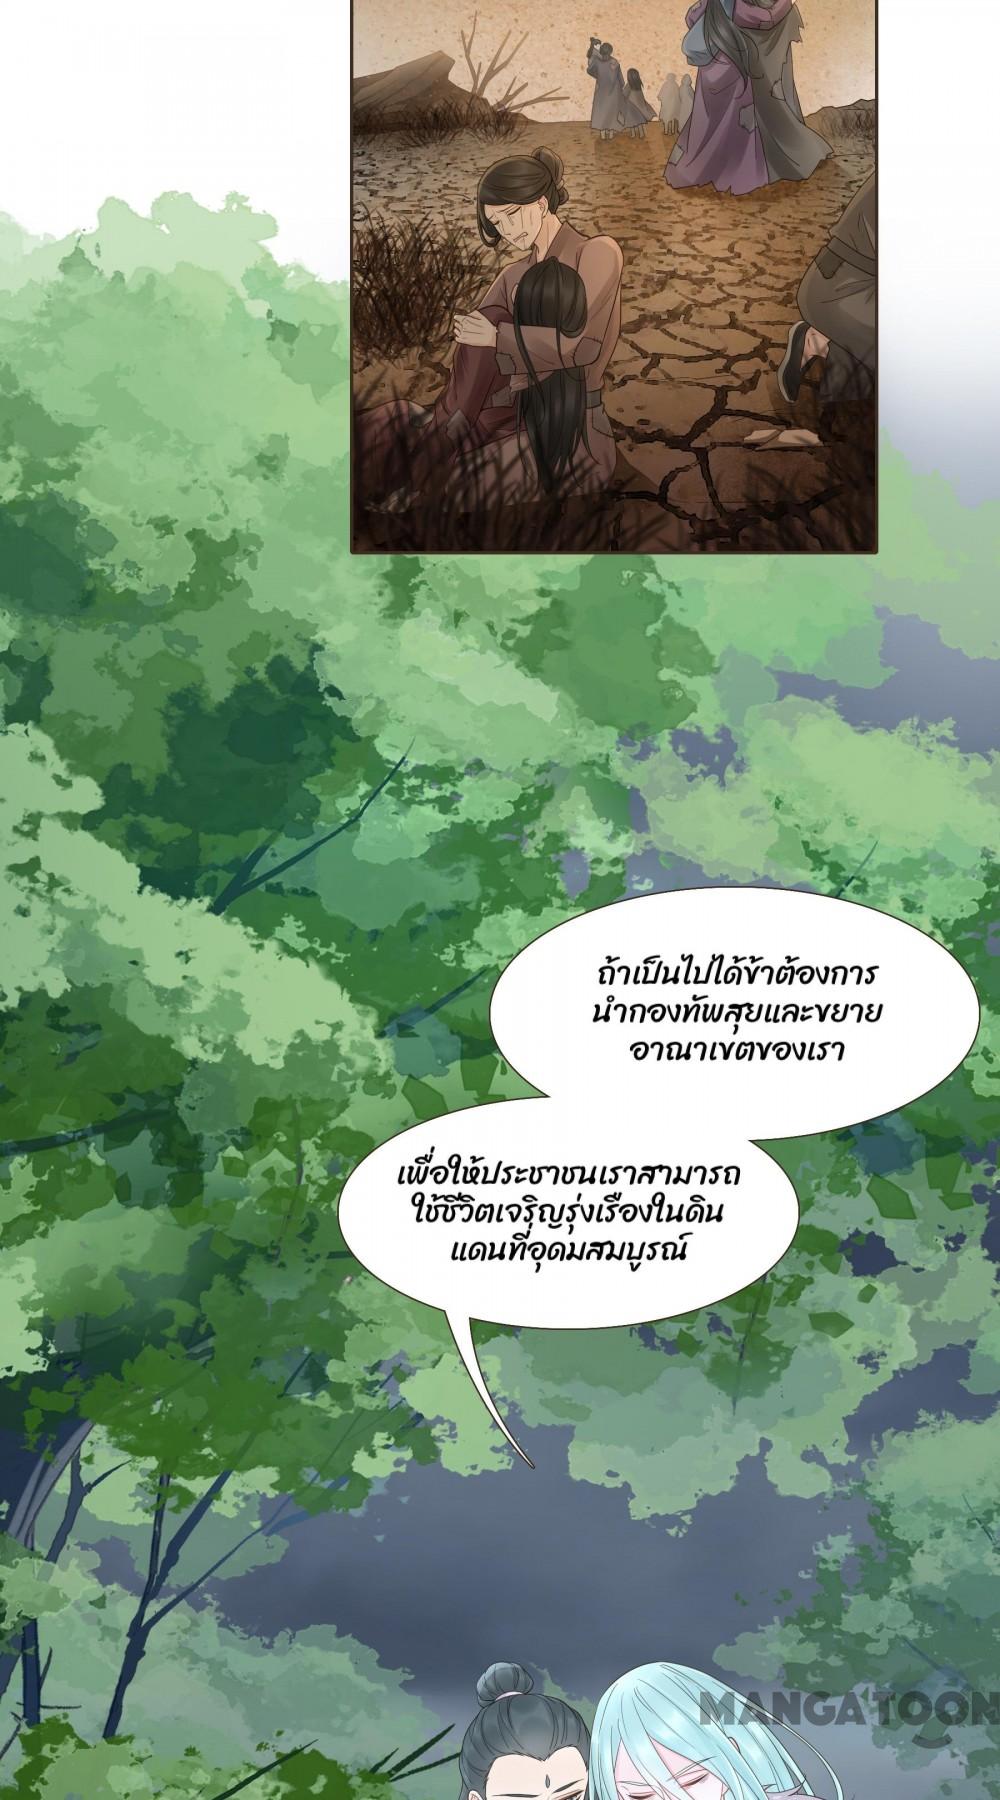 ถ้าเป็นไปได้ข้าต้องการ
นำกองทัพสุยและขยาย
อาณาเขตของเรา
เพื่อให้ประชาชนเราสามารถ
ใช้ชีวิตเจริญรุ่งเรืองในดิน
แดนที่อุดมสมบูรณ์
MANGATOON